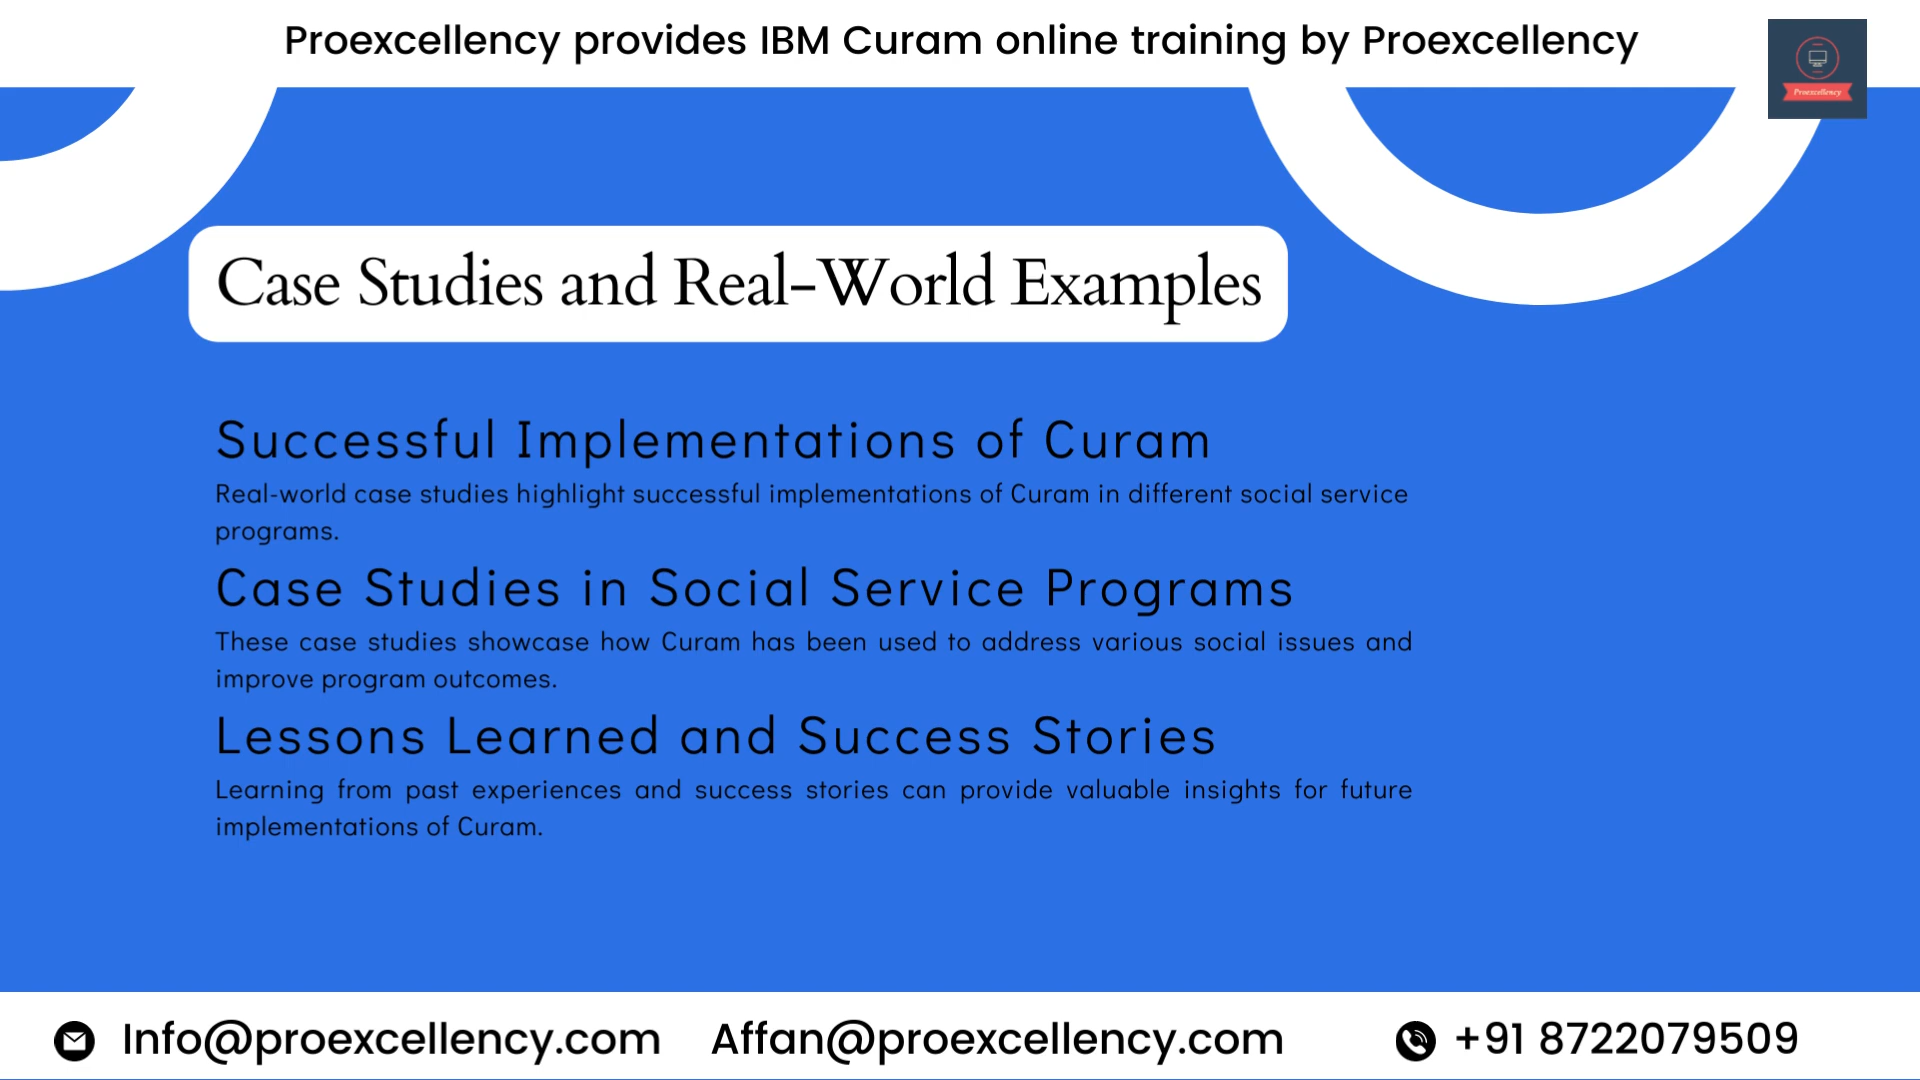 Proexcellency provides IBM Curam online training by Proexcellency
Proexcellency
Case Studies and Real-World Examples
Successful Implementations of Curam
Real-world case studies highlight successful implementations of Curam in different social service
programs.
Case Studies in Social Service Programs
These case studies showcase how Curam has been used to address various social issues and
improve program outcomes.
Lessons Learned and Success Stories
Learning from past experiences and success stories can provide valuable insights for future
implementations of Curam.
Info@proexcellency.com Affan@proexcellency.com +91 8722079509